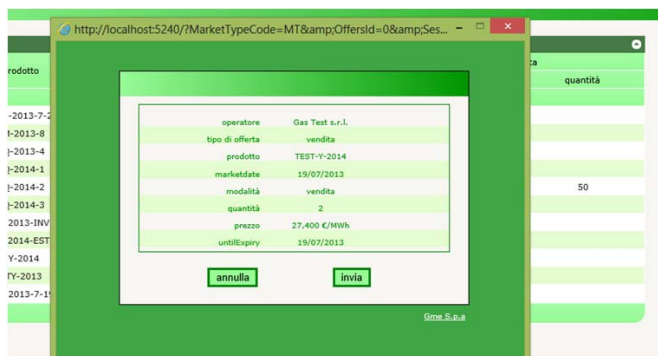 http://localhost:5240/?MarketTypeCode=MT&amp;OffersId=0&amp;Ses...
rodotto
quantità
-2013-7-2
-2013-8
-2013-4
-2014-1
-2014-2
50
-2014-3
2013-INV
2014-EST
Y-2014
TY-2013
2013-7-19
operatore Gas Test s.r.l.
tipo di offerta vendita
prodotto TEST-Y-2014
marketdate 19/07/2013
modalità vendita
quantità 2
prezzo 27,400 €/MWh
untilExpiry 19/07/2013
annulla invia
Gme S.p.a